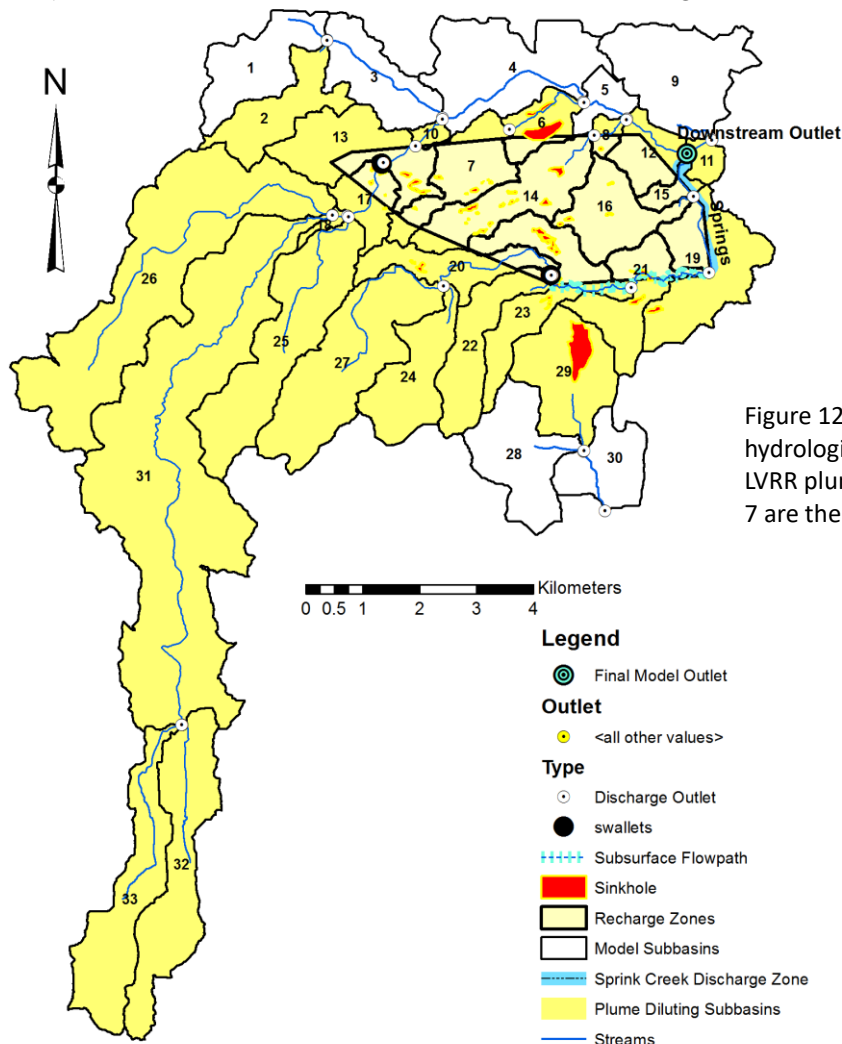 1
3
4
5
9
2
6
8
10
13
Downstream Outlet
7
12
11
17
14
15
16
Springs
18
26
20
21
19
23
25
27
22
24
29
31
28
30
32
33
N
Figure 12
hydrologi
LVRR plur
7 are the
Kilometers
0 0.5 1 2 3 4
Legend
Final Model Outlet
Outlet
<all other values>
Type
Discharge Outlet
swallets
Subsurface Flowpath
Sinkhole
Recharge Zones
Model Subbasins
Sprink Creek Discharge Zone
Plume Diluting Subbasins
Streams